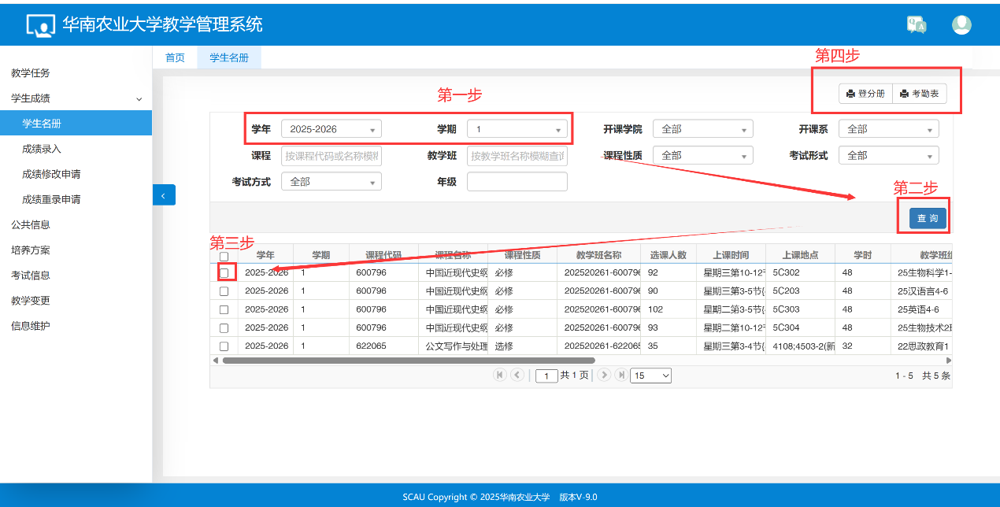 华南农业大学教学管理系统
首页 学生名册
第四步
教学任务
学生成绩
学生名册
成绩录入
成绩修改申请
成绩重录申请
公共信息
培养方案
考试信息
教学变更
信息维护
登分册 考勤表
第一步
学年 2025-2026 学期 1 开课学院 全部 开课系 全部
课程 按课程代码或名称模糊 教学班 按教学班名称模糊查询 课程性质 全部 考试形式 全部
考试方式 全部 年级
第二步
查 询
第三步
学年 学期 课程代码 课程名称 课程性质 教学班名称 选课人数 上课时间 上课地点 学时 教学班组
2025-2026 1 600796 中国近现代史纲 必修 202520261-600796 92 星期三第10-12节 5C302 48 25生物科学1-
2025-2026 1 600796 中国近现代史纲 必修 202520261-600796 90 星期三第3-5节{ 5C203 48 25汉语言4-6
2025-2026 1 600796 中国近现代史纲 必修 202520261-600796 102 星期二第3-5节{ 5C303 48 25英语4-6
2025-2026 1 600796 中国近现代史纲 必修 202520261-600796 93 星期二第10-12节 5C304 48 25生物技术2班
2025-2026 1 622065 公文写作与处理 选修 202520261-622065 35 星期三第3-4节{ 4108;4503-2(新 32 22思政教育1
1 共 1 页 15 1 - 5 共 5 条
SCAU Copyright © 2025华南农业大学 版本V-9.0